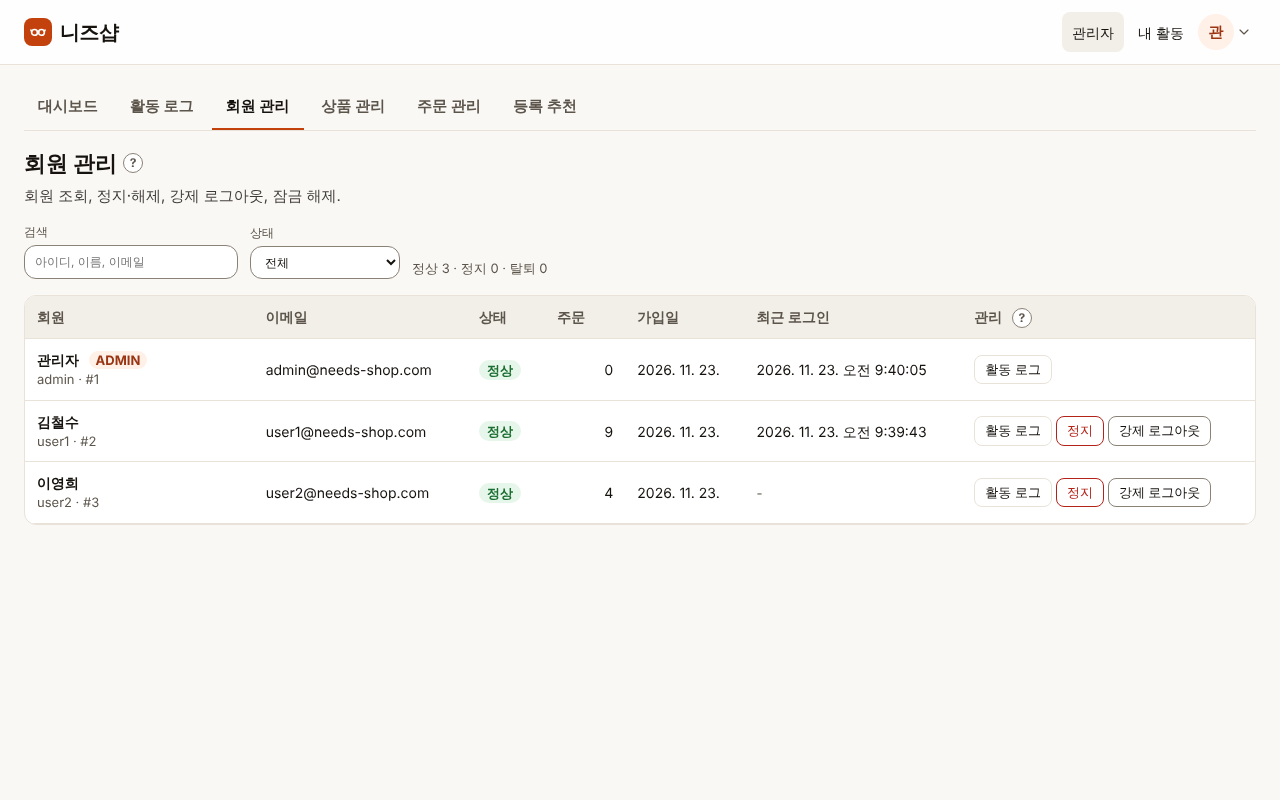 니즈샵
관리자 내 활동 관
대시보드 활동 로그 회원 관리 상품 관리 주문 관리 등록 추천
회원 관리 ?
회원 조회, 정지·해제, 강제 로그아웃, 잠금 해제.
검색 상태
아이디, 이름, 이메일 전체 정상 3 · 정지 0 · 탈퇴 0
회원 이메일 상태 주문 가입일 최근 로그인 관리 ?
관리자 ADMIN
admin · #1 admin@needs-shop.com 정상 0 2026. 11. 23. 2026. 11. 23. 오전 9:40:05 활동 로그
김철수
user1 · #2 user1@needs-shop.com 정상 9 2026. 11. 23. 2026. 11. 23. 오전 9:39:43 활동 로그 정지 강제 로그아웃
이영희
user2 · #3 user2@needs-shop.com 정상 4 2026. 11. 23. - 활동 로그 정지 강제 로그아웃